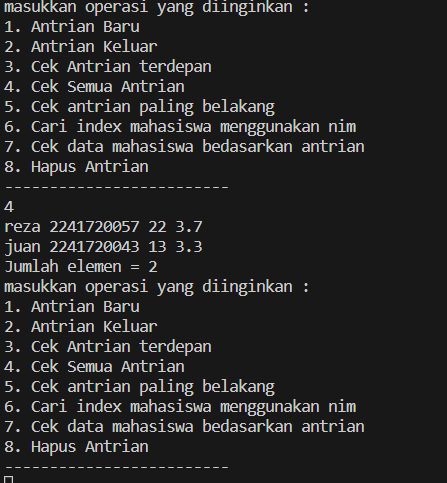 masukkan operasi yang diinginkan :
1. Antrian Baru
2. Antrian Keluar
3. Cek Antrian terdepan
4. Cek Semua Antrian
5. Cek antrian paling belakang
6. Cari index mahasiswa menggunakan nim
7. Cek data mahasiswa bedasarkan antrian
8. Hapus Antrian
-------------------------
4
reza 2241720057 22 3.7
juan 2241720043 13 3.3
Jumlah elemen = 2
masukkan operasi yang diinginkan :
1. Antrian Baru
2. Antrian Keluar
3. Cek Antrian terdepan
4. Cek Semua Antrian
5. Cek antrian paling belakang
6. Cari index mahasiswa menggunakan nim
7. Cek data mahasiswa bedasarkan antrian
8. Hapus Antrian
-------------------------